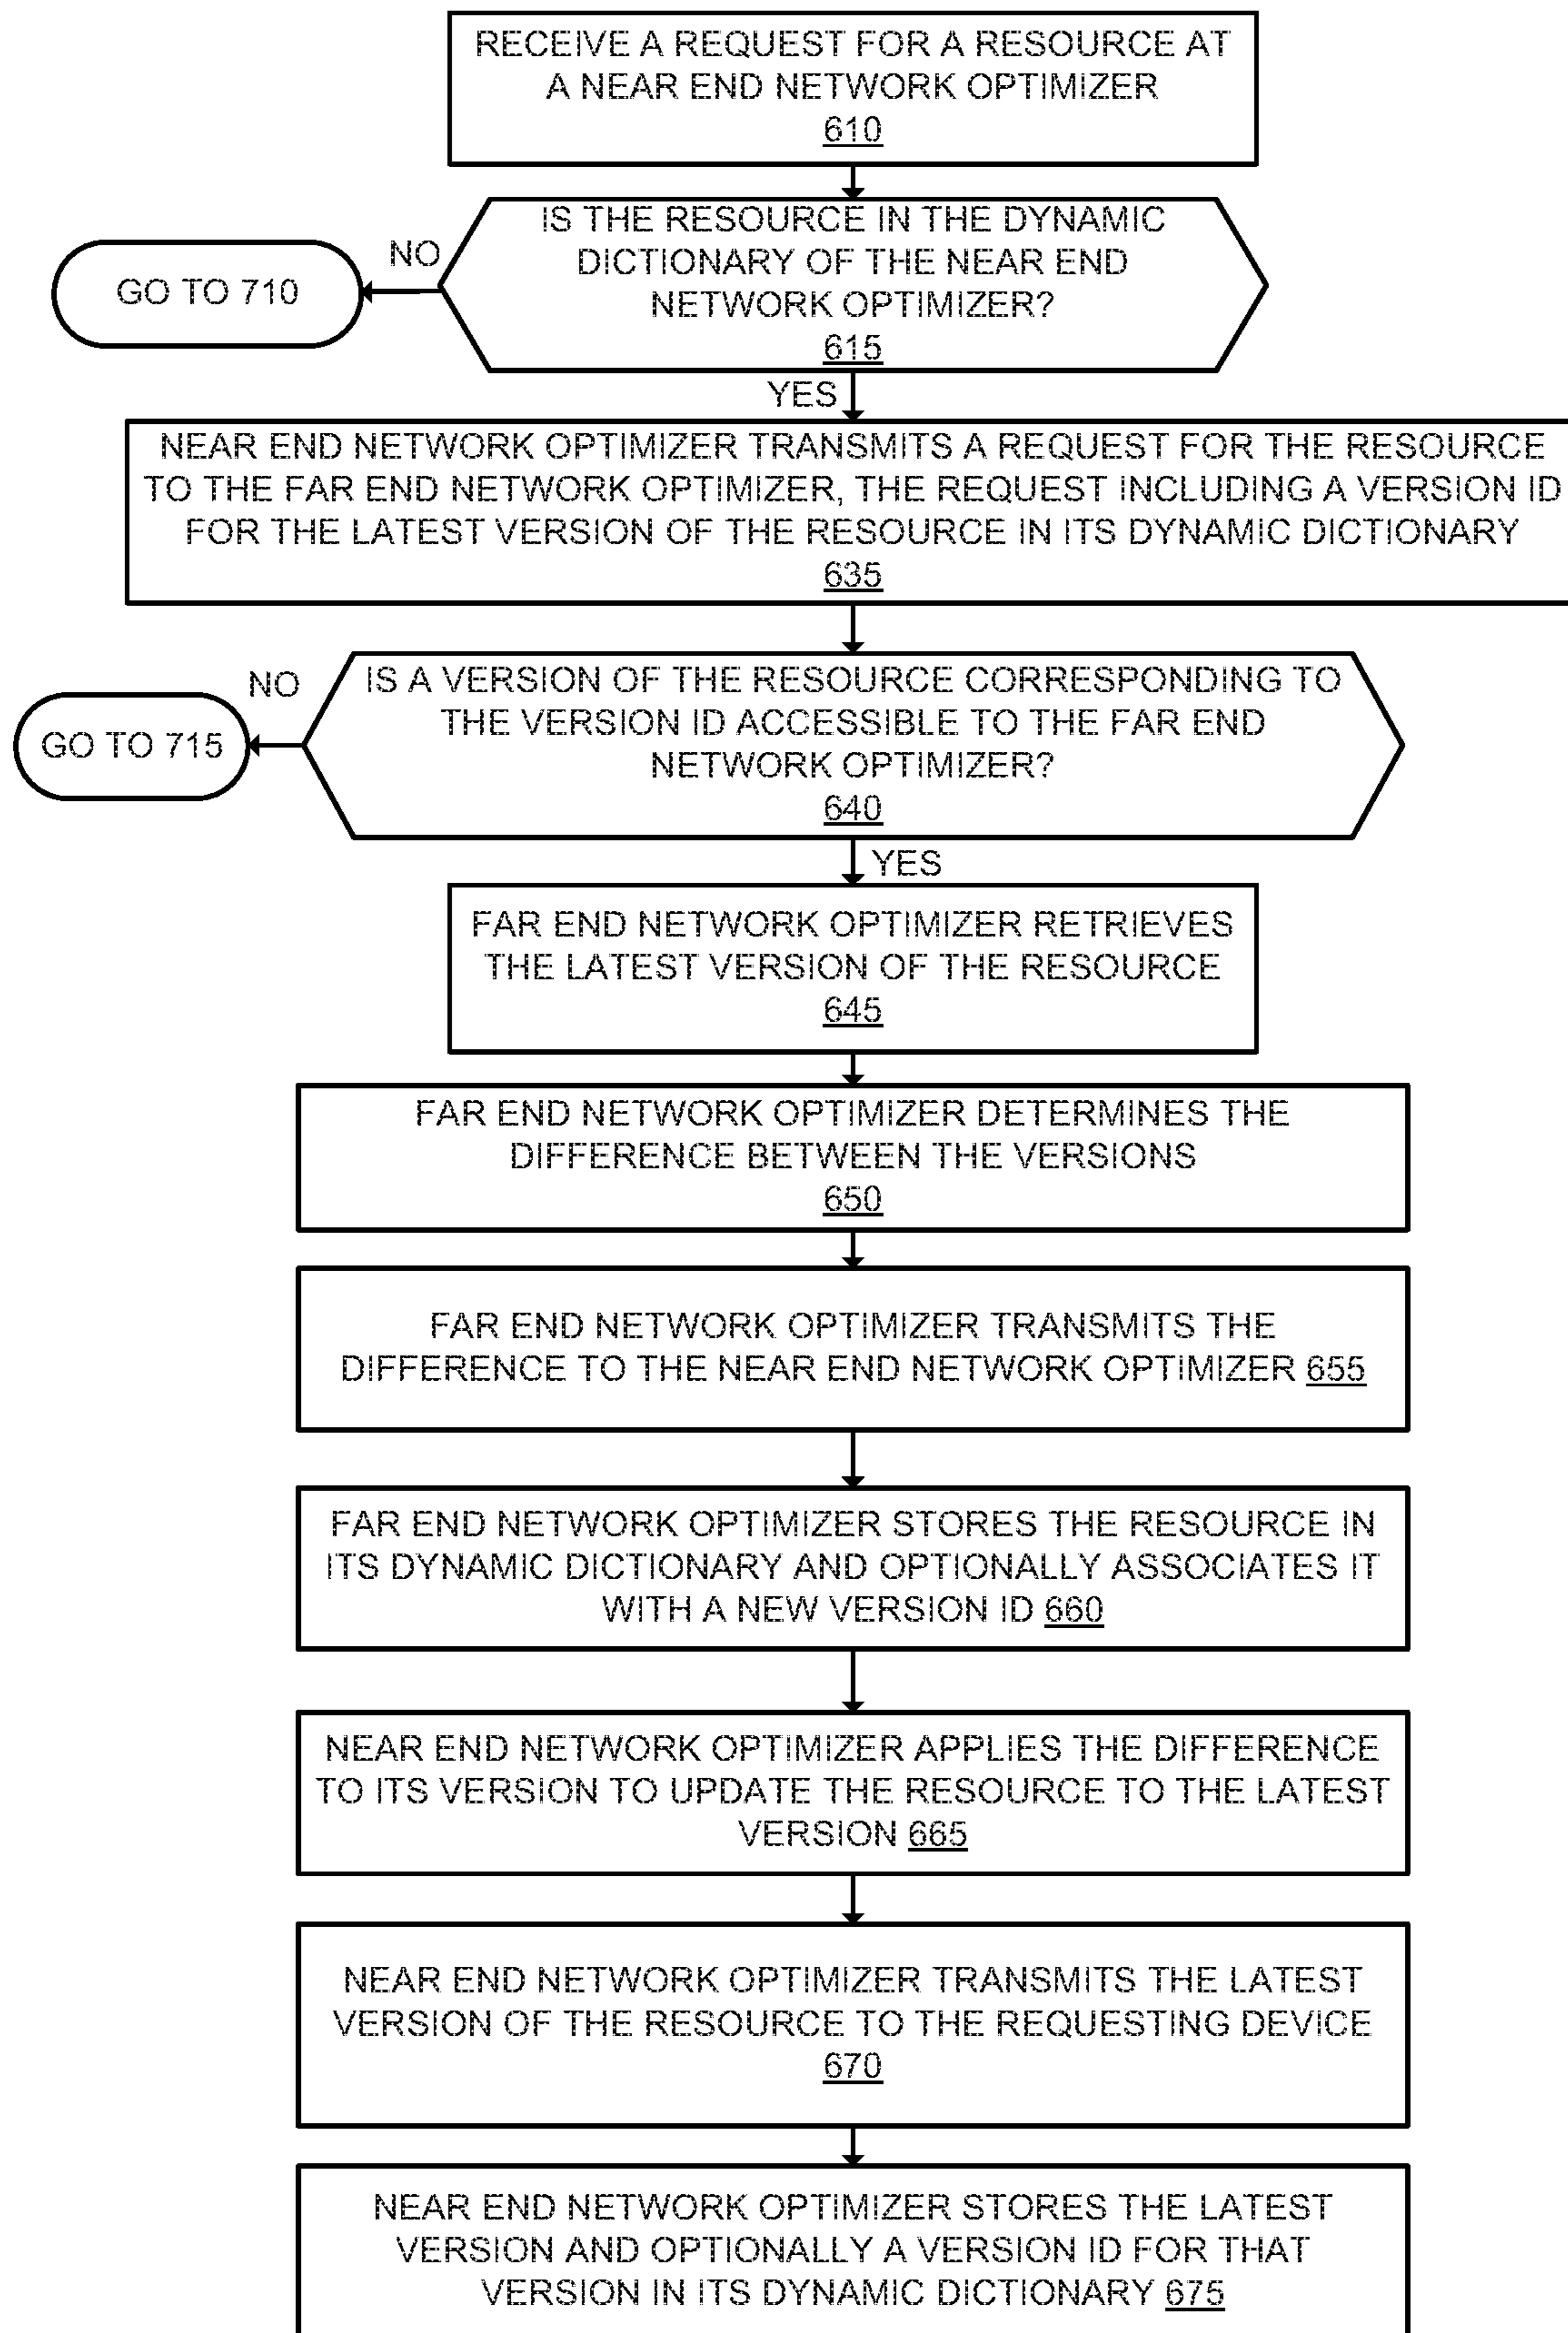 RECEIVE A REQUEST FOR A RESOURCE AT
A NEAR END NETWORK OPTIMIZER
610
IS THE RESOURCE IN THE DYNAMIC
DICTIONARY OF THE NEAR END
NETWORK OPTIMIZER?
615
NO
GO TO 710
YES
NEAR END NETWORK OPTIMIZER TRANSMITS A REQUEST FOR THE RESOURCE
TO THE FAR END NETWORK OPTIMIZER, THE REQUEST INCLUDING A VERSION ID
FOR THE LATEST VERSION OF THE RESOURCE IN ITS DYNAMIC DICTIONARY
635
IS A VERSION OF THE RESOURCE CORRESPONDING TO
THE VERSION ID ACCESSIBLE TO THE FAR END
NETWORK OPTIMIZER?
640
NO
GO TO 715
YES
FAR END NETWORK OPTIMIZER RETRIEVES
THE LATEST VERSION OF THE RESOURCE
645
FAR END NETWORK OPTIMIZER DETERMINES THE
DIFFERENCE BETWEEN THE VERSIONS
650
FAR END NETWORK OPTIMIZER TRANSMITS THE
DIFFERENCE TO THE NEAR END NETWORK OPTIMIZER 655
FAR END NETWORK OPTIMIZER STORES THE RESOURCE IN
ITS DYNAMIC DICTIONARY AND OPTIONALLY ASSOCIATES IT
WITH A NEW VERSION ID 660
NEAR END NETWORK OPTIMIZER APPLIES THE DIFFERENCE
TO ITS VERSION TO UPDATE THE RESOURCE TO THE LATEST
VERSION 665
NEAR END NETWORK OPTIMIZER TRANSMITS THE LATEST
VERSION OF THE RESOURCE TO THE REQUESTING DEVICE
670
NEAR END NETWORK OPTIMIZER STORES THE LATEST
VERSION AND OPTIONALLY A VERSION ID FOR THAT
VERSION IN ITS DYNAMIC DICTIONARY 675